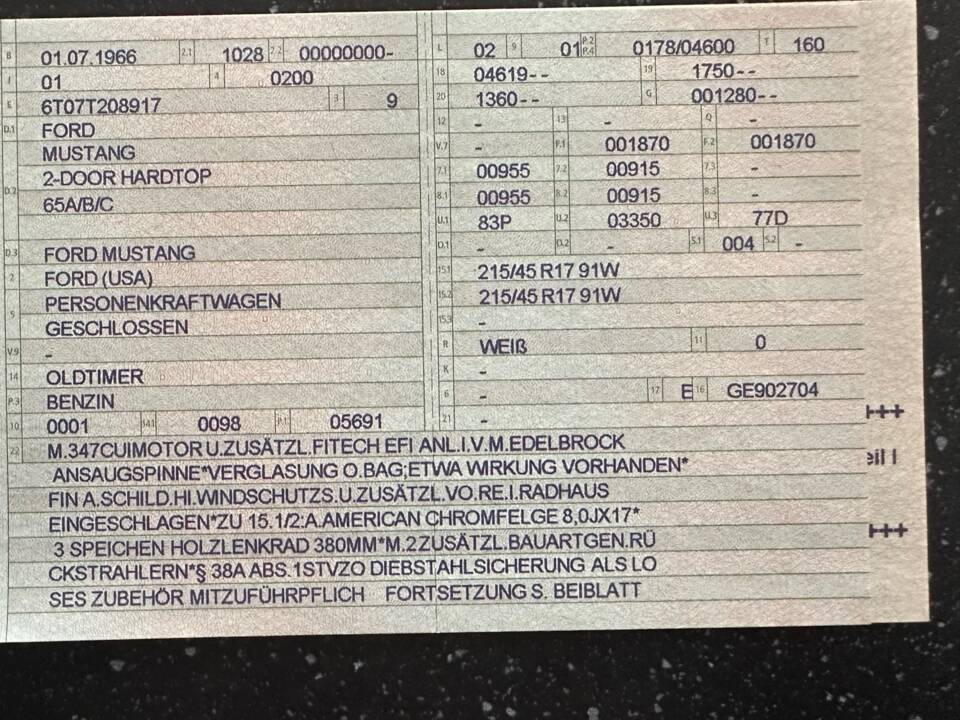 B 01.07.1966 2.1 1028 2.2 00000000-
J 01 4 0200
E 6T07T208917 3 9
D.1 FORD
MUSTANG
D.2 2-DOOR HARDTOP
65A/B/C
D.3 FORD MUSTANG
2 FORD (USA)
5 PERSONENKRAFTWAGEN
GESCHLOSSEN
V.9 -
14 OLDTIMER
P.3 BENZIN
10 0001 14.1 0098 P.1 05691
L 02 9 01 P.2 P.4 0178/04600 T 160
18 04619-- 19 1750--
20 1360-- G 001280--
12 - 13 - Q -
V.7 - F.1 001870 F.2 001870
7.1 00955 7.2 00915 7.3 -
8.1 00955 8.2 00915 8.3 -
U.1 83P U.2 03350 U.3 77D
O.1 - O.2 - S.1 004 S.2 -
15.1 215/45 R17 91W
15.2 215/45 R17 91W
15.3 -
R WEIß 11 0
K -
6 - 17 E 16 GE902704
21 -
22 M.347CUIMOTOR U.ZUSÄTZL.FITECH EFI ANL.I.V.M.EDELBROCK
ANSAUGSPINNE*VERGLASUNG O.BAG;ETWA WIRKUNG VORHANDEN*
FIN A.SCHILD.HI.WINDSCHUTZS.U.ZUSÄTZL.VO.RE.I.RADHAUS
EINGESCHLAGEN*ZU 15.1/2:A.AMERICAN CHROMFELGE 8,0JX17*
3 SPEICHEN HOLZLENKRAD 380MM*M.2ZUSÄTZL.BAUARTGEN.RÜ
CKSTRAHLERN*§ 38A ABS.1STVZO DIEBSTAHLSICHERUNG ALS LO
SES ZUBEHÖR MITZUFÜHRPFLICH FORTSETZUNG S. BEIBLATT
+++
eil I
+++